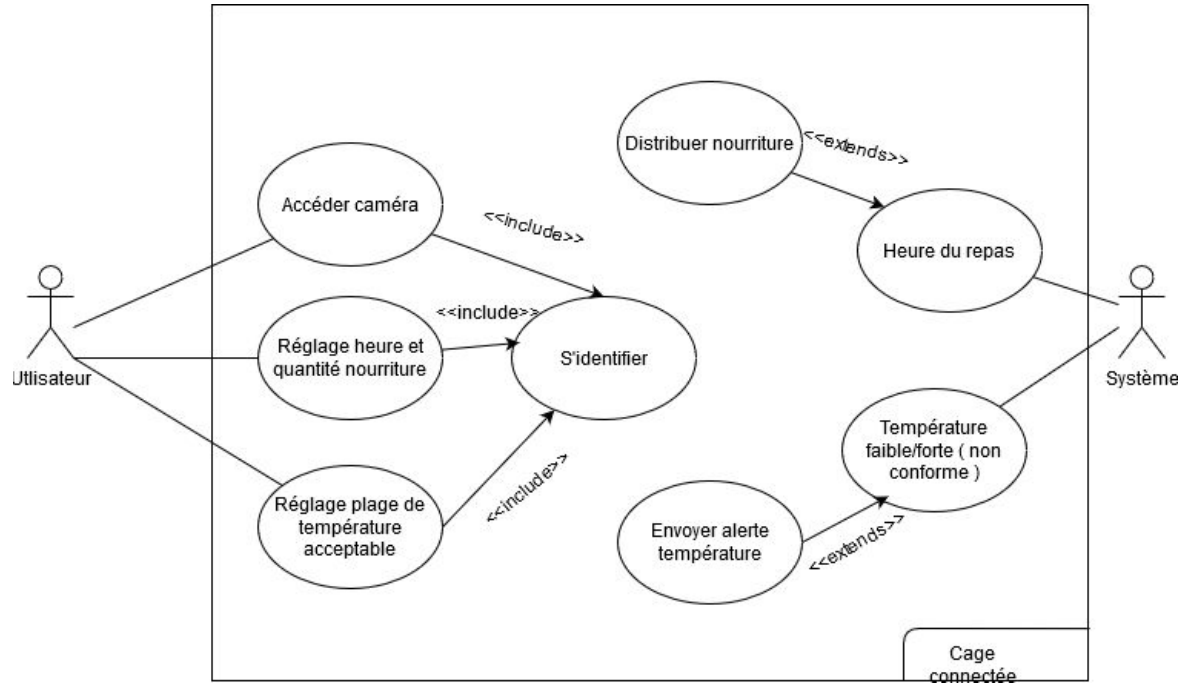 Distribuer nourriture
<<extends>>
Accéder caméra
<<include>>
Heure du repas
<<include>>
Réglage heure et
quantité nourriture
S'identifier
Utlisateur
Système
Température
faible/forte ( non
conforme )
<<include>>
Réglage plage de
température
acceptable
Envoyer alerte
température
<<extends>>
Cage
connectée